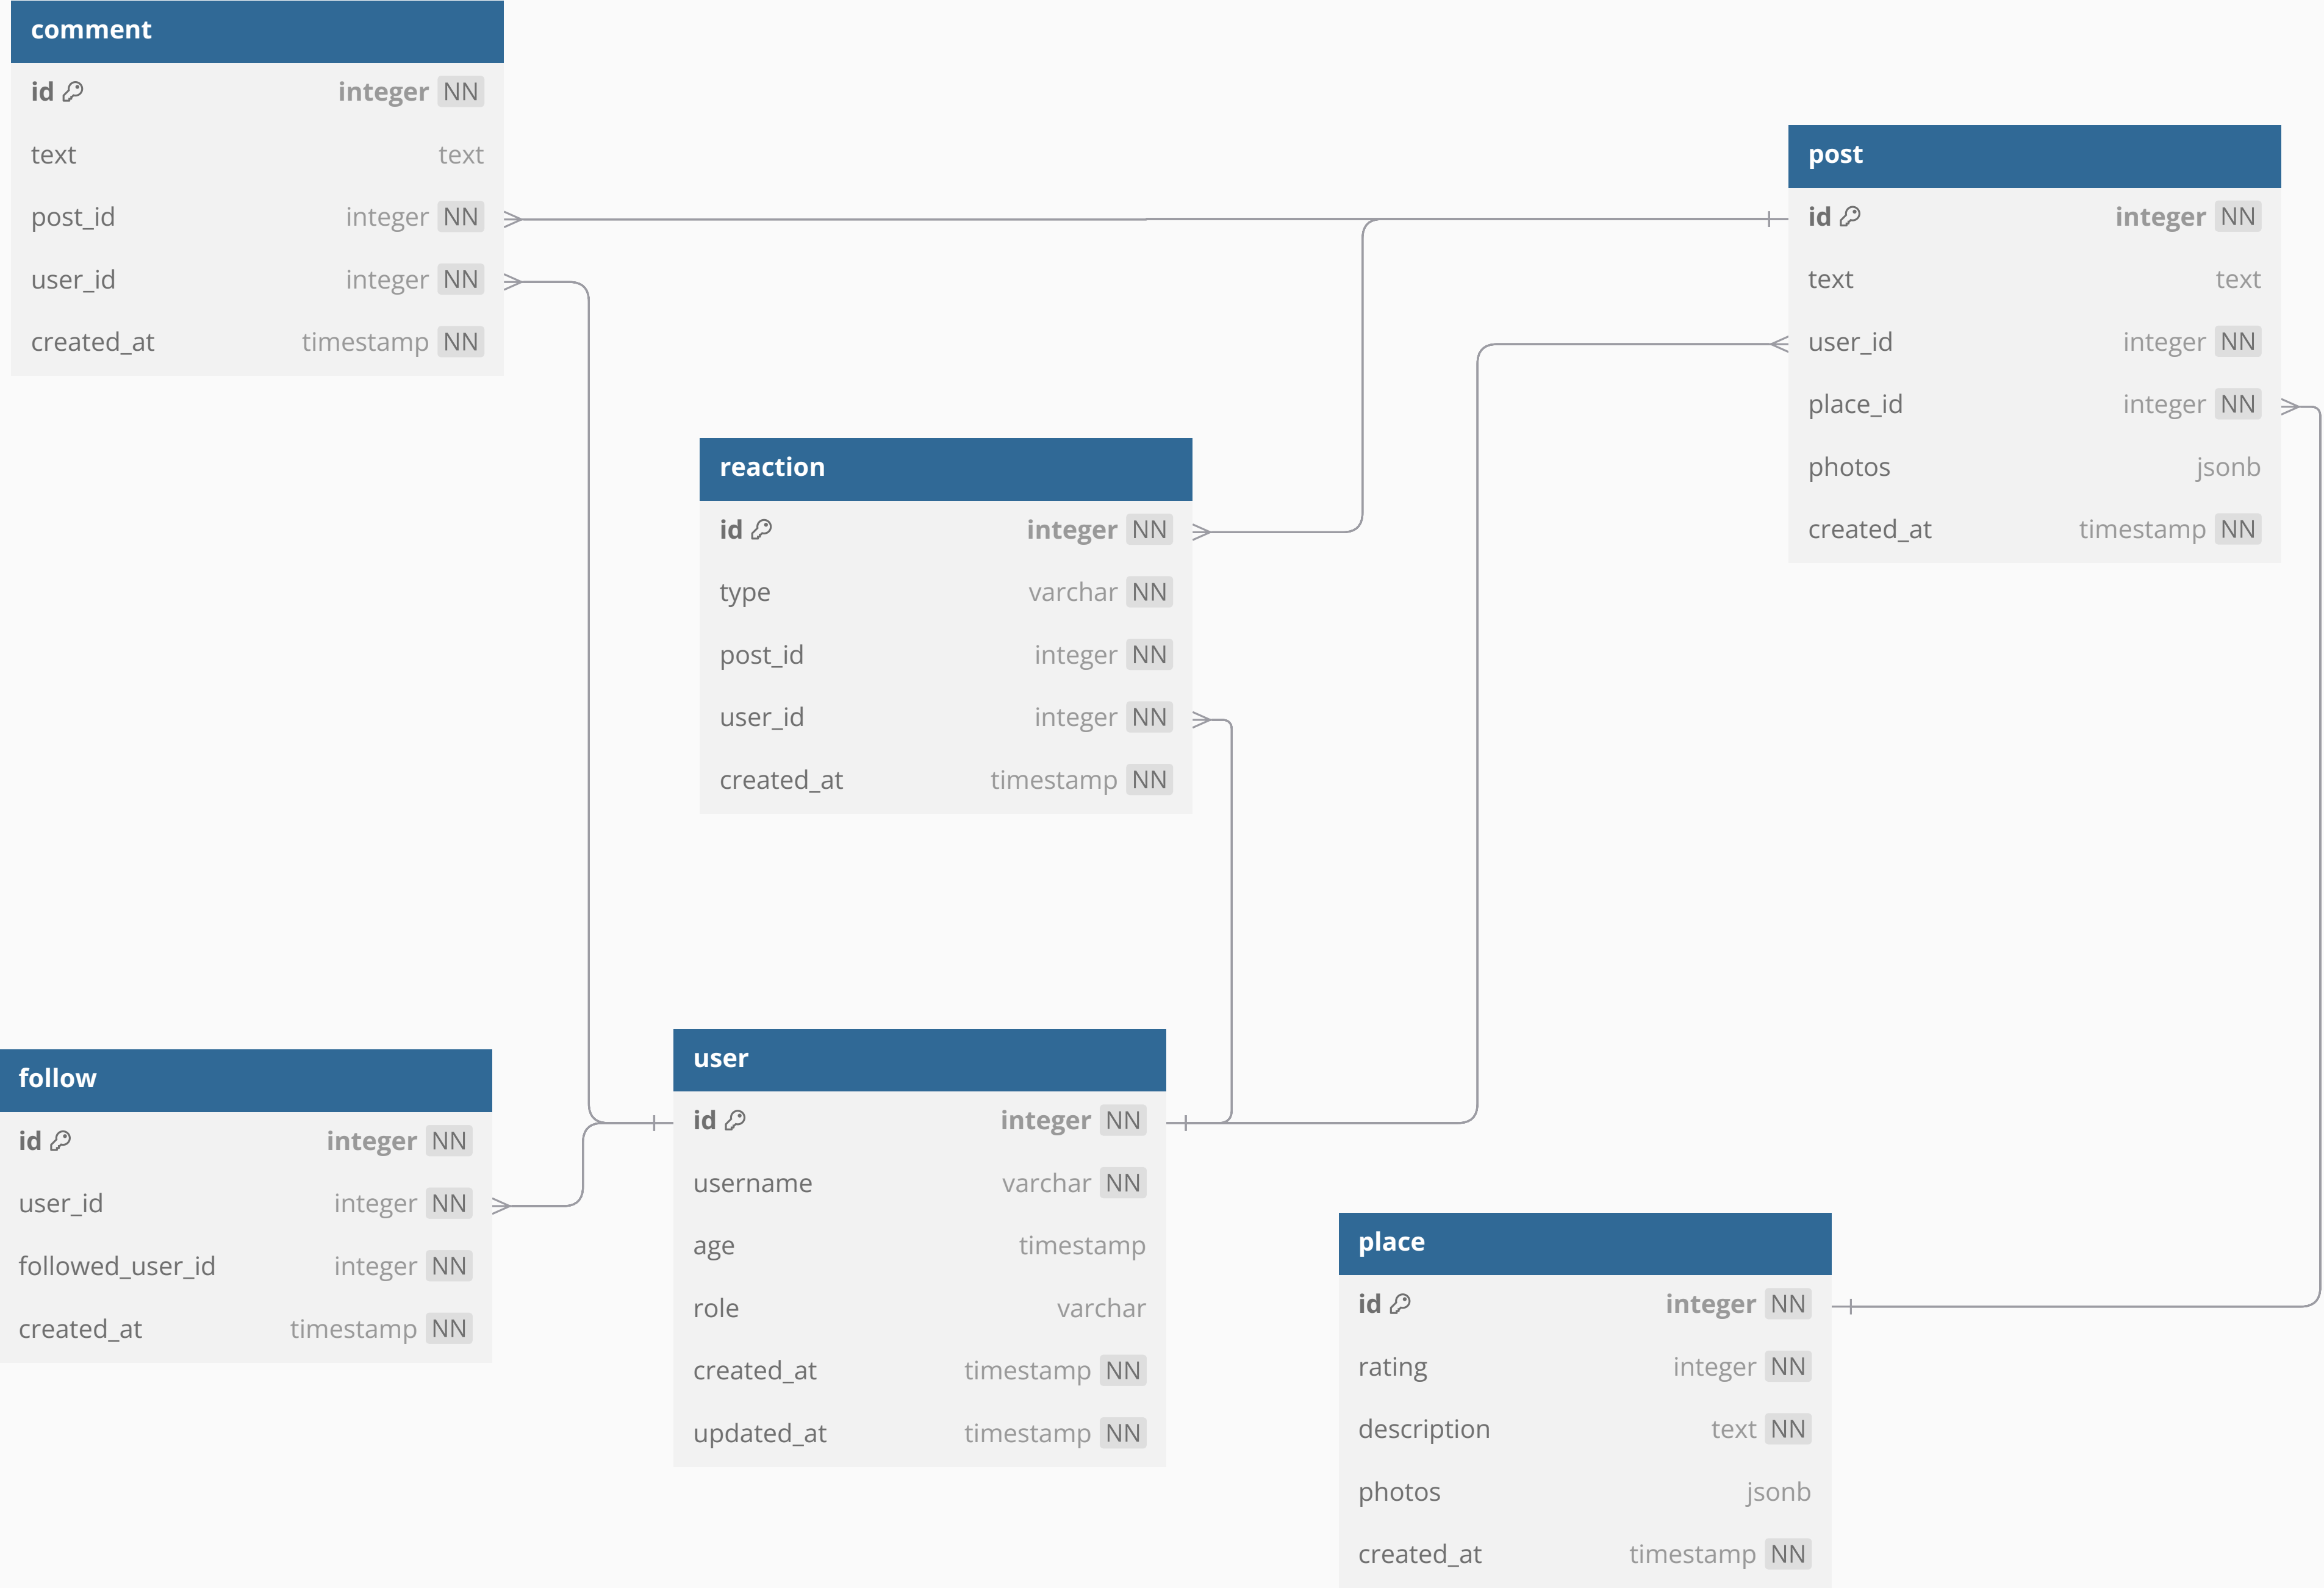 comment
id integer NN
text text
post_id integer NN
user_id integer NN
created_at timestamp NN
post
id integer NN
text text
user_id integer NN
place_id integer NN
photos jsonb
created_at timestamp NN
reaction
id integer NN
type varchar NN
post_id integer NN
user_id integer NN
created_at timestamp NN
follow
id integer NN
user_id integer NN
followed_user_id integer NN
created_at timestamp NN
user
id integer NN
username varchar NN
age timestamp
role varchar
created_at timestamp NN
updated_at timestamp NN
place
id integer NN
rating integer NN
description text NN
photos jsonb
created_at timestamp NN